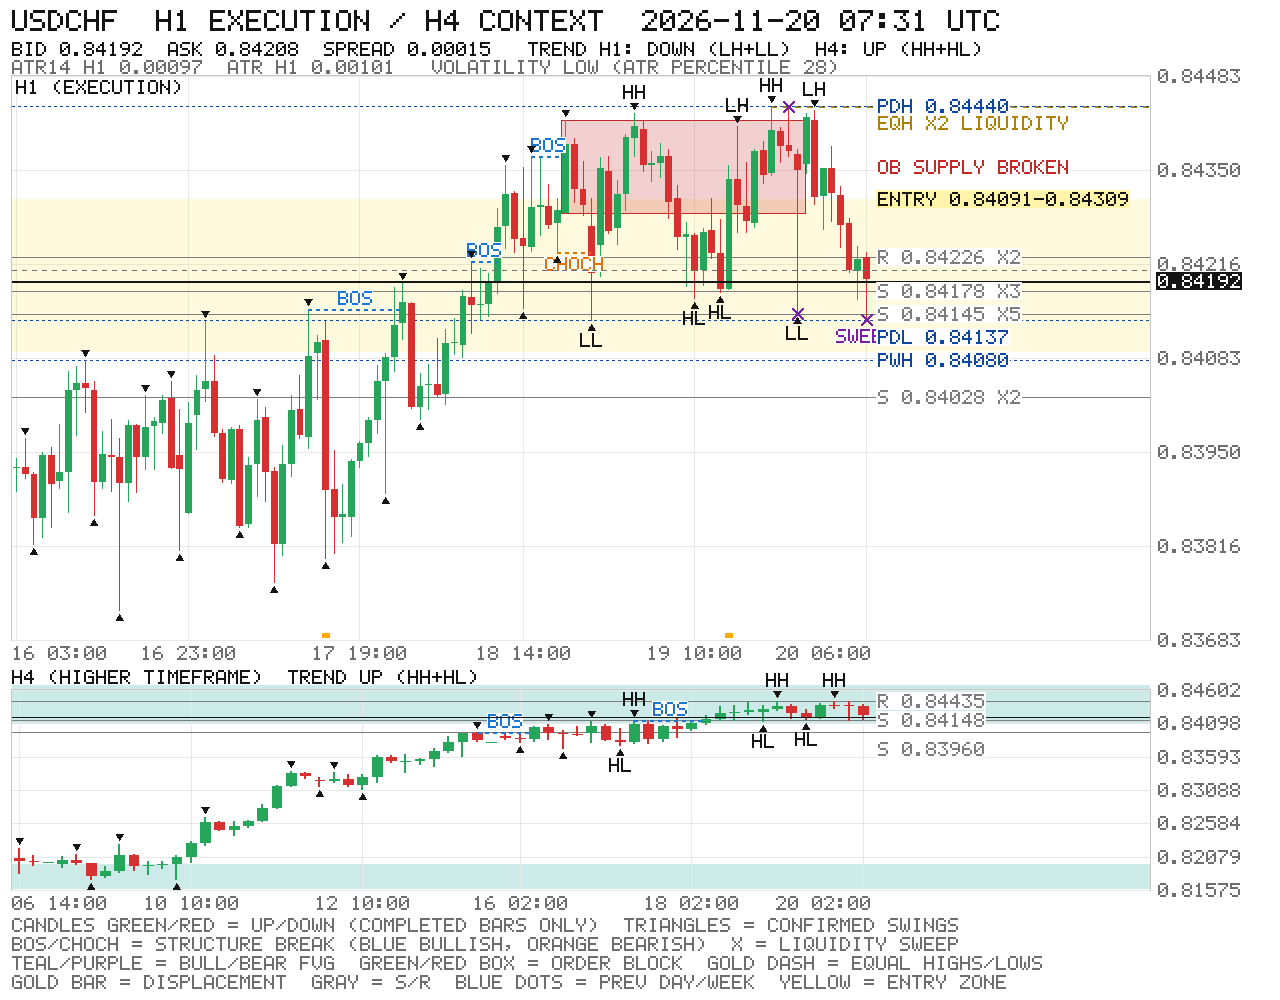 USDCHF  H1 EXECUTION / H4 CONTEXT  2026-11-20 07:31 UTC
BID 0.84192  ASK 0.84208  SPREAD 0.00015   TREND H1: DOWN (LH+LL)  H4: UP (HH+HL)
ATR14 H1 0.00097  ATR H1 0.00101   VOLATILITY LOW (ATR PERCENTILE 28)
H1 (EXECUTION)
0.84483
HH
HH
LH
LH
PDH 0.84440
EQH X2 LIQUIDITY
BOS
OB SUPPLY BROKEN
0.84350
ENTRY 0.84091-0.84309
BOS
CHOCH
R 0.84226 X2
0.84216
0.84192
BOS
S 0.84178 X3
HL
HL
S 0.84145 X5
LL
LL
SWEE
PDL 0.84137
PWH 0.84080
0.84083
S 0.84028 X2
0.83950
0.83816
0.83683
16 03:00
16 23:00
17 19:00
18 14:00
19 10:00
20 06:00
H4 (HIGHER TIMEFRAME)  TREND UP (HH+HL)
HH
HH
HH
BOS
BOS
R 0.84435
S 0.84148
S 0.83960
HL
HL
HL
0.84602
0.84098
0.83593
0.83088
0.82584
0.82079
0.81575
06 14:00
10 10:00
12 10:00
16 02:00
18 02:00
20 02:00
CANDLES GREEN/RED = UP/DOWN (COMPLETED BARS ONLY)  TRIANGLES = CONFIRMED SWINGS
BOS/CHOCH = STRUCTURE BREAK (BLUE BULLISH, ORANGE BEARISH)  X = LIQUIDITY SWEEP
TEAL/PURPLE = BULL/BEAR FVG  GREEN/RED BOX = ORDER BLOCK  GOLD DASH = EQUAL HIGHS/LOWS
GOLD BAR = DISPLACEMENT  GRAY = S/R  BLUE DOTS = PREV DAY/WEEK  YELLOW = ENTRY ZONE